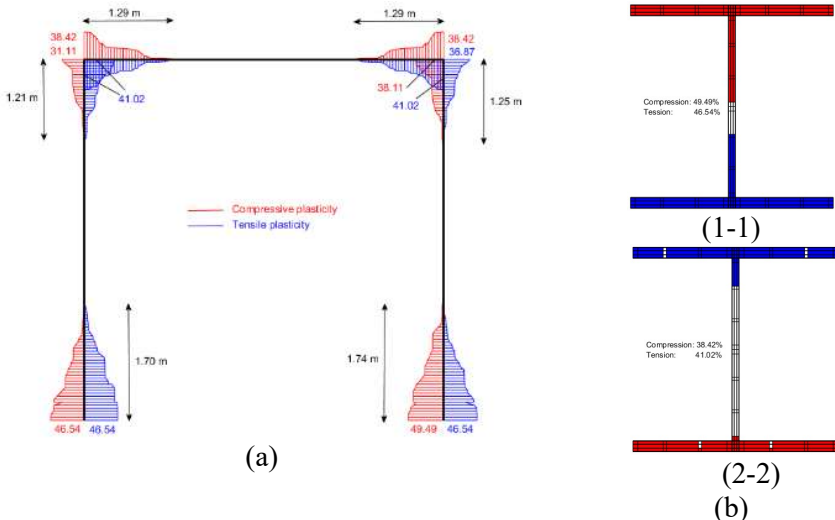 1.29 m
1.29 m
38.42
31.11
38.42
36.87
41.02
38.11
41.02
1.21 m
1.25 m
Compressive plasticity
Tensile plasticity
1.70 m
1.74 m
46.54
46.54
49.49
46.54
(a)
Compression: 49.49%
Tession: 46.54%
(1-1)
Compression: 38.42%
Tension: 41.02%
(2-2)
(b)